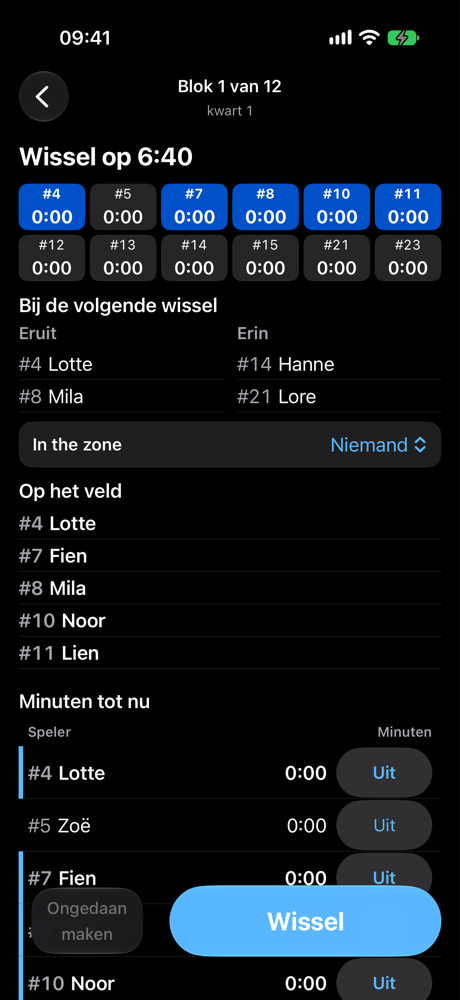 09:41
Blok 1 van 12
kwart 1
Wissel op 6:40
#4 #5 #7 #8 #10 #11
0:00 0:00 0:00 0:00 0:00 0:00
#12 #13 #14 #15 #21 #23
0:00 0:00 0:00 0:00 0:00 0:00
Bij de volgende wissel
Eruit Erin
#4 Lotte #14 Hanne
#8 Mila #21 Lore
In the zone Niemand
Op het veld
#4 Lotte
#7 Fien
#8 Mila
#10 Noor
#11 Lien
Minuten tot nu
Speler Minuten
#4 Lotte 0:00 Uit
#5 Zoë 0:00 Uit
#7 Fien 0:00 Uit
Ongedaan
maken
Wissel
#10 Noor 0:00 Uit